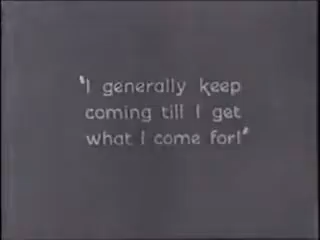 "I generally keep
coming till I get
what I come for!"